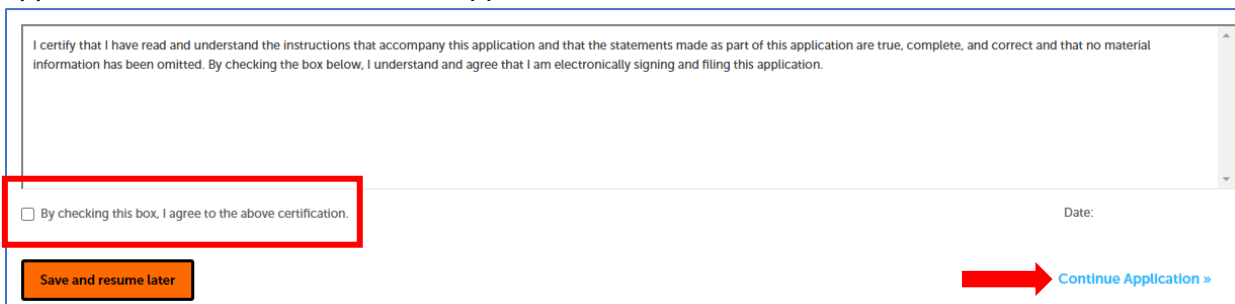 I certify that I have read and understand the instructions that accompany this application and that the statements made as part of this application are true, complete, and correct and that no material
information has been omitted. By checking the box below, I understand and agree that I am electronically signing and filing this application.
By checking this box, I agree to the above certification.
Date:
Save and resume later
Continue Application »